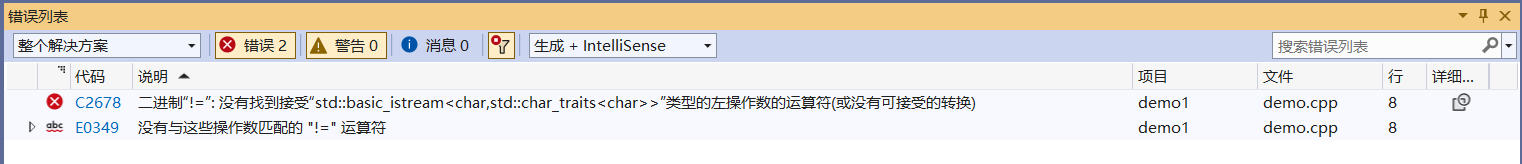 错误列表
整个解决方案 错误 2 警告 0 消息 0 生成 + IntelliSense 搜索错误列表
代码 说明 项目 文件 行 详细...
C2678 二进制“!=”: 没有找到接受“std::basic_istream<char,std::char_traits<char>>”类型的左操作数的运算符(或没有可接受的转换) demo1 demo.cpp 8
abc E0349 没有与这些操作数匹配的 "!=" 运算符 demo1 demo.cpp 8